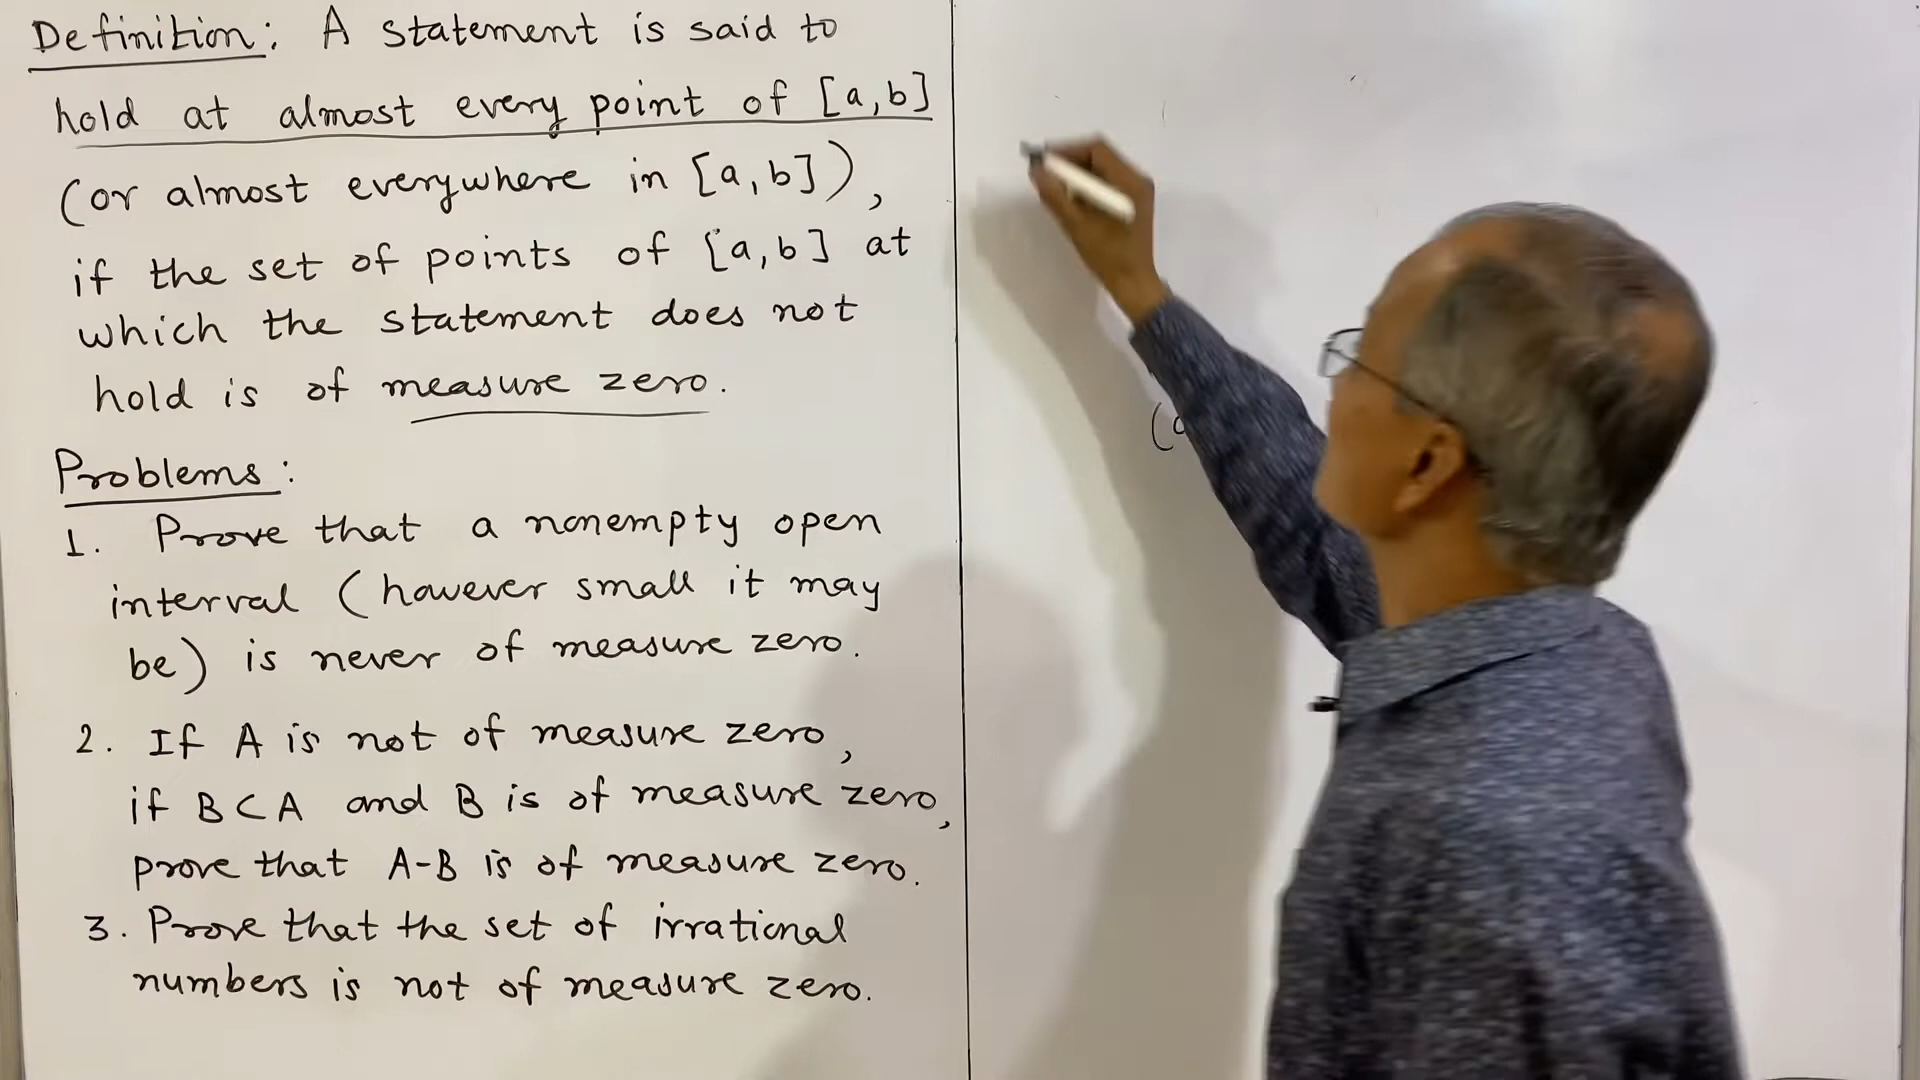 Definition: A statement is said to
hold at almost every point of [a,b]
(or almost everywhere in [a,b]),
if the set of points of [a,b] at
which the statement does not
hold is of measure zero.
Problems:
1. Prove that a nonempty open
interval (however small it may
be) is never of measure zero.
2. If A is not of measure zero,
if B⊂A and B is of measure zero,
prove that A-B is of measure zero.
3. Prove that the set of irrational
numbers is not of measure zero.